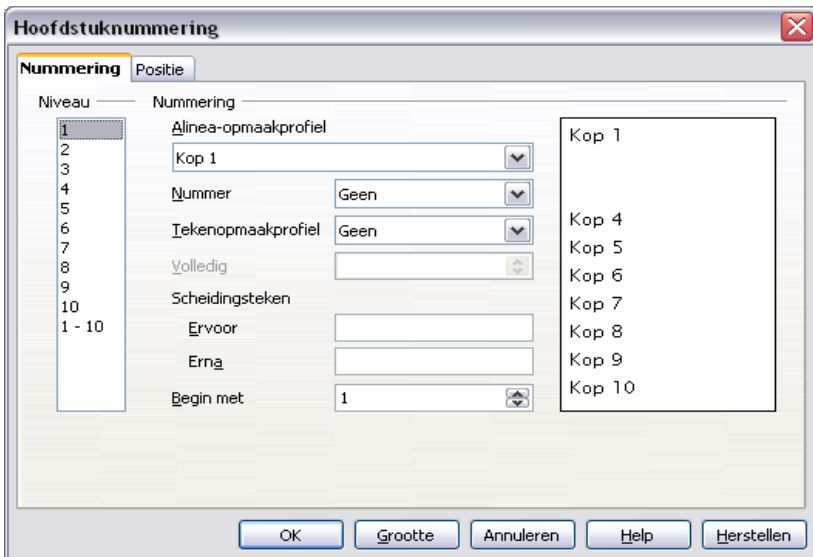 Hoofdstuknummering
Nummering Positie
Niveau Nummering
1
2
3
4
5
6
7
8
9
10
1 - 10
Alinea-opmaakprofiel
Kop 1
Nummer Geen
Tekenopmaakprofiel Geen
Volledig
Scheidingsteken
Ervoor
Erna
Begin met 1
Kop 1
Kop 4
Kop 5
Kop 6
Kop 7
Kop 8
Kop 9
Kop 10
OK Grootte Annuleren Help Herstellen